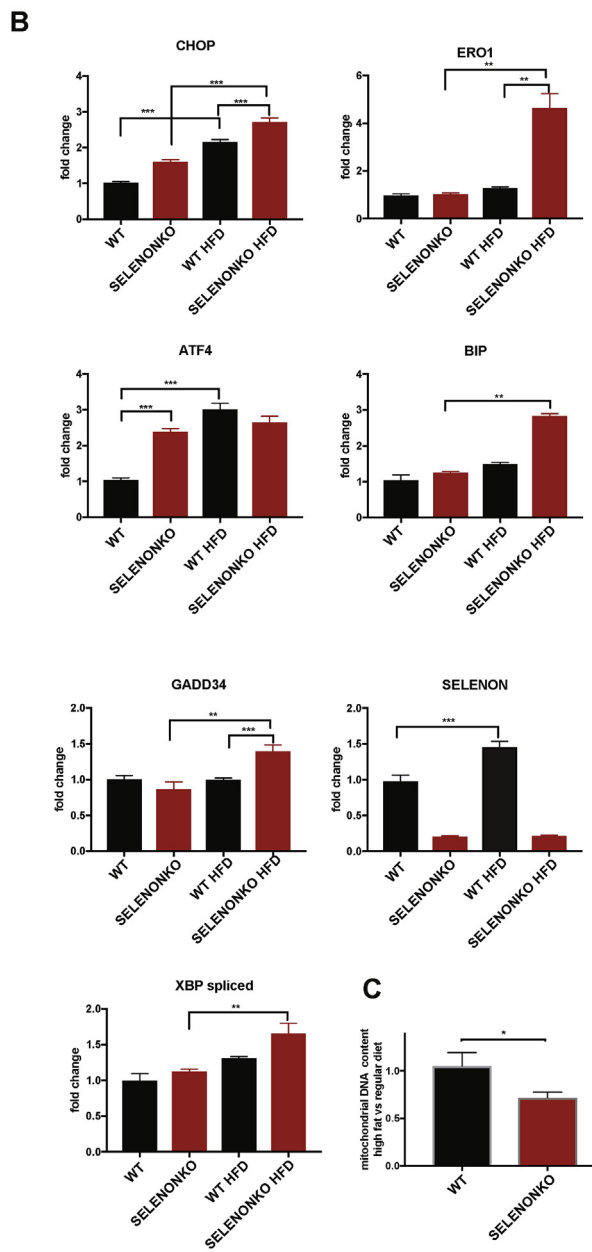 B
CHOP
fold change
4
3
2
1
0
***
***
***
WT
SELENONKO
WT HFD
SELENONKO HFD
ERO1
fold change
6
4
2
0
**
**
WT
SELENONKO
WT HFD
SELENONKO HFD
ATF4
fold change
4
3
2
1
0
***
***
WT
SELENONKO
WT HFD
SELENONKO HFD
BIP
fold change
4
3
2
1
0
**
WT
SELENONKO
WT HFD
SELENONKO HFD
GADD34
fold change
2.0
1.5
1.0
0.5
0.0
**
***
WT
SELENONKO
WT HFD
SELENONKO HFD
SELENON
fold change
2.0
1.5
1.0
0.5
0.0
***
WT
SELENONKO
WT HFD
SELENONKO HFD
XBP spliced
fold change
2.0
1.5
1.0
0.5
0.0
**
WT
SELENONKO
WT HFD
SELENONKO HFD
C
mitochondrial DNA content
high fat vs regular diet
1.0
0.5
0.0
*
WT
SELENONKO